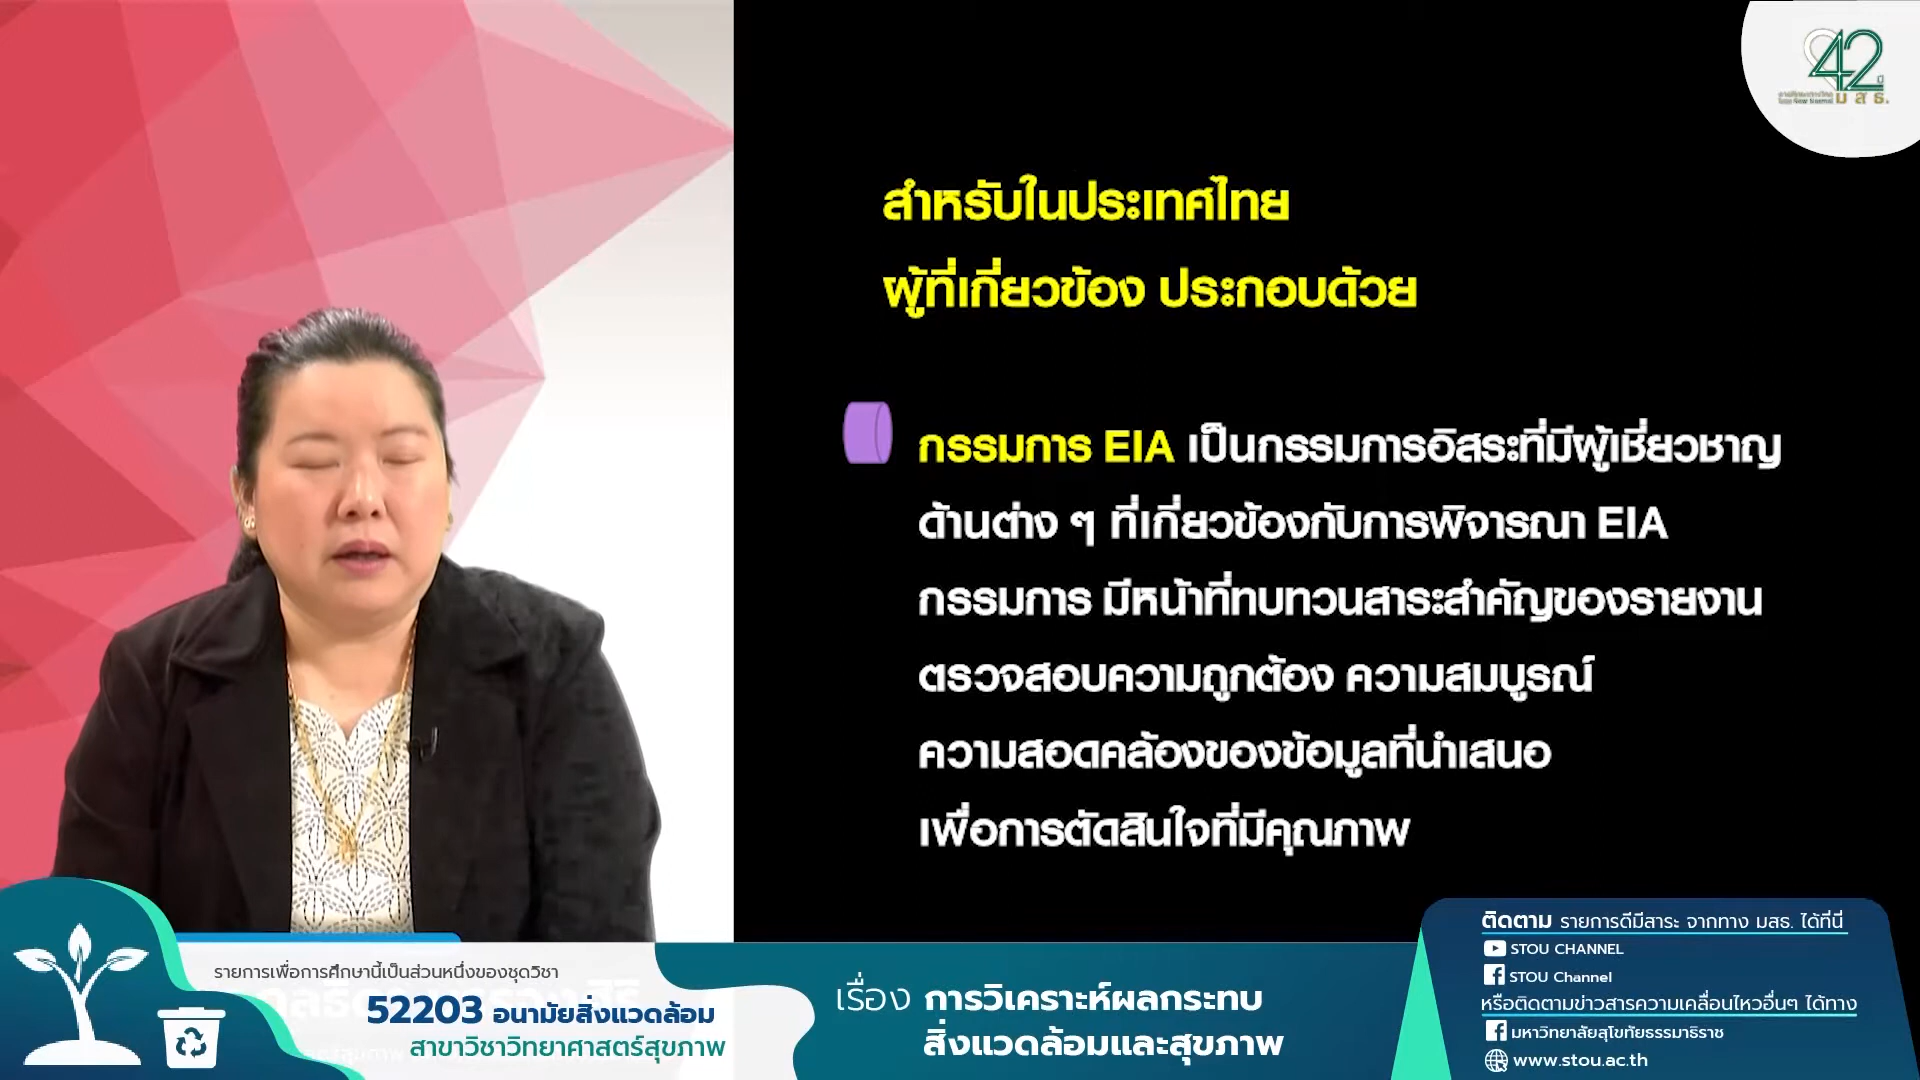 42
ปี
มสธ.
สำหรับในประเทศไทย
ผู้ที่เกี่ยวข้อง ประกอบด้วย
กรรมการ EIA เป็นกรรมการอิสระที่มีผู้เชี่ยวชาญ
ด้านต่าง ๆ ที่เกี่ยวข้องกับการพิจารณา EIA
กรรมการ มีหน้าที่ทบทวนสาระสำคัญของรายงาน
ตรวจสอบความถูกต้อง ความสมบูรณ์
ความสอดคล้องของข้อมูลที่นำเสนอ
เพื่อการตัดสินใจที่มีคุณภาพ
รายการเพื่อการศึกษานี้เป็นส่วนหนึ่งของชุดวิชา
52203 อนามัยสิ่งแวดล้อม
สาขาวิชาวิทยาศาสตร์สุขภาพ
เรื่อง การวิเคราะห์ผลกระทบ
สิ่งแวดล้อมและสุขภาพ
ติดตาม รายการดีมีสาระ จากทาง มสธ. ได้ที่นี่
STOU CHANNEL
STOU Channel
หรือติดตามข่าวสารความเคลื่อนไหวอื่นๆ ได้ทาง
มหาวิทยาลัยสุโขทัยธรรมาธิราช
www.stou.ac.th